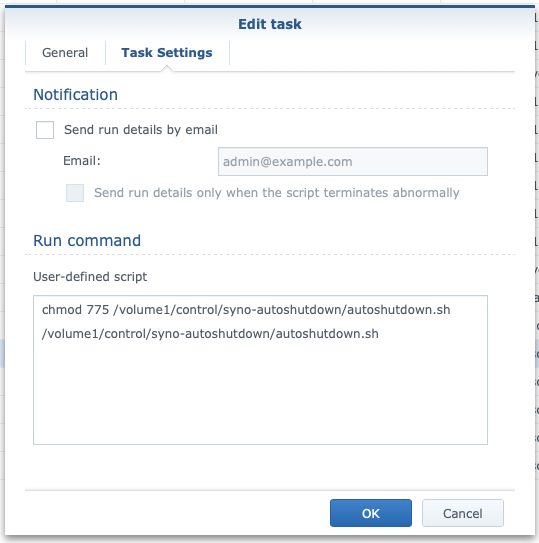 Edit task
General
Task Settings
Notification
Send run details by email
Email:
admin@example.com
Send run details only when the script terminates abnormally
Run command
User-defined script
chmod 775 /volume1/control/syno-autoshutdown/autoshutdown.sh
/volume1/control/syno-autoshutdown/autoshutdown.sh
OK
Cancel